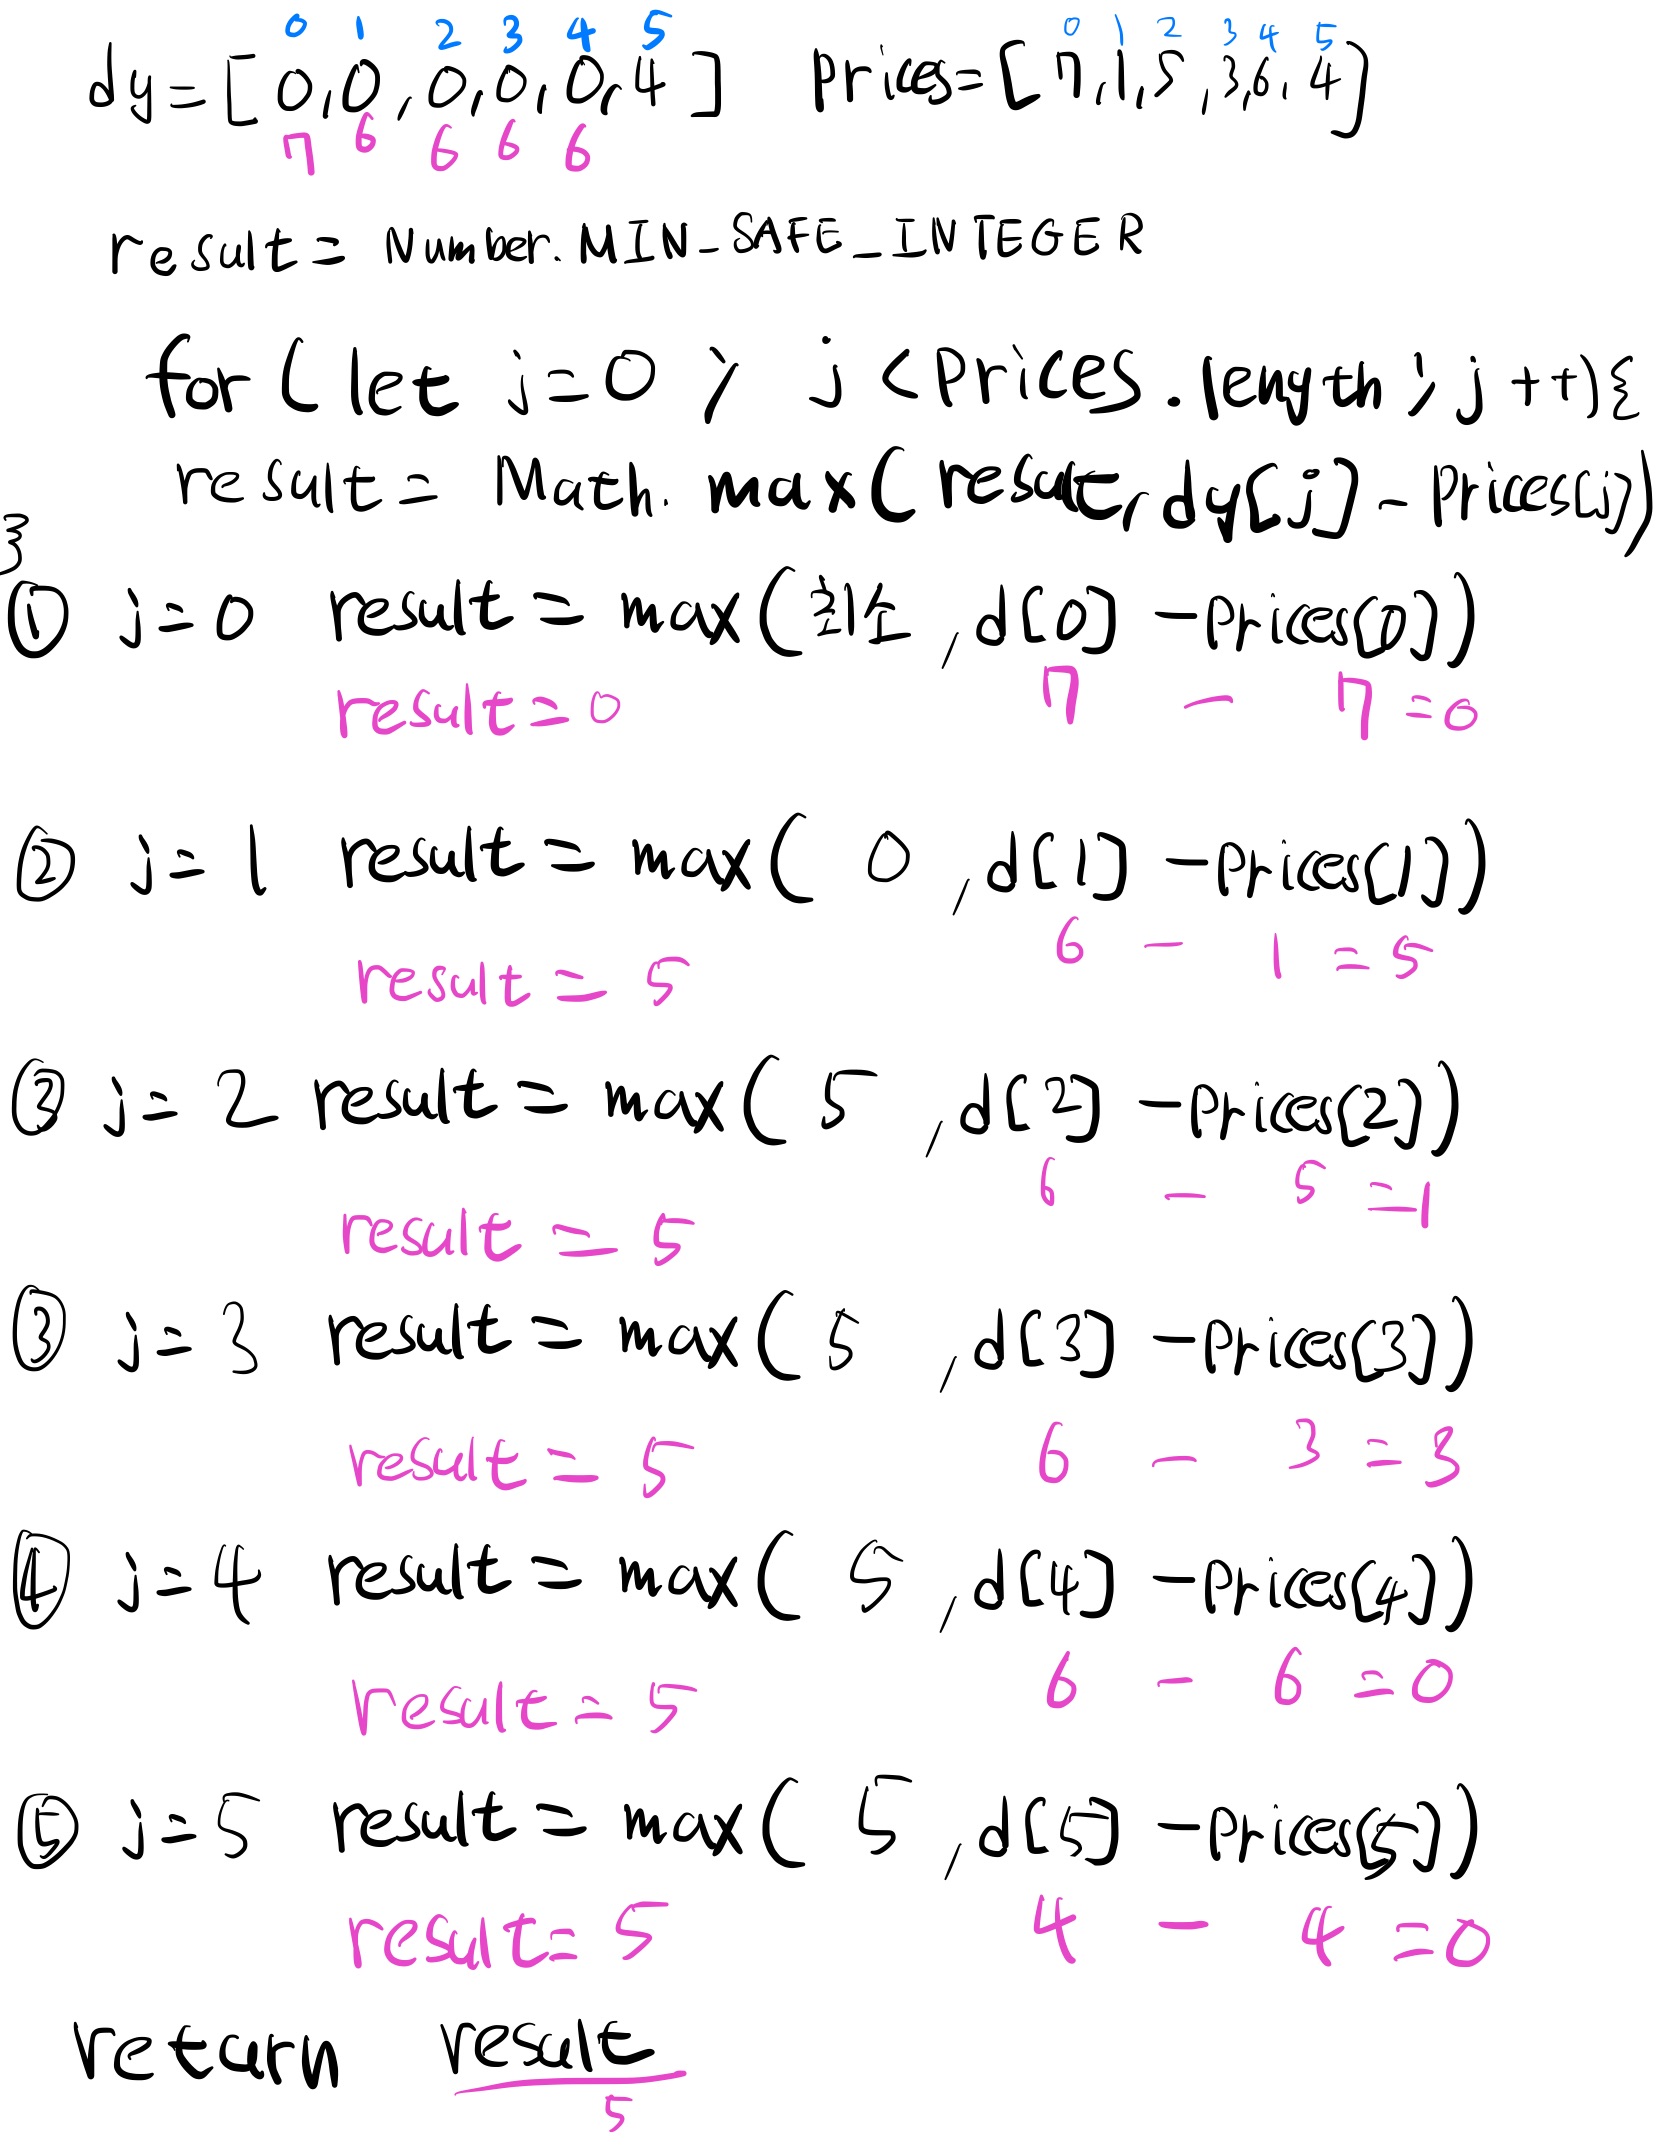 0 1 2 3 4 5 0 1 2 3 4 5
dy=[0,0,0,0,0,4] prices=[7,1,5,3,6,4]
7 6 6 6 6
result= Number.MIN_SAFE_INTEGER
for(let j=0; j<prices.length; j++){
result= Math.max(result,dy[j]-prices[j])
}
① j=0 result=max(최소,d[0]-prices[0])
result=0 7-7=0
② j=1 result=max(0,d[1]-prices[1])
result=5 6-1=5
③ j=2 result=max(5,d[2]-prices[2])
result=5 6-5=1
③ j=3 result=max(5,d[3]-prices[3])
result=5 6-3=3
④ j=4 result=max(5,d[4]-prices[4])
result=5 6-6=0
⑤ j=5 result=max(5,d[5]-prices[5])
result=5 4-4=0
return result
5